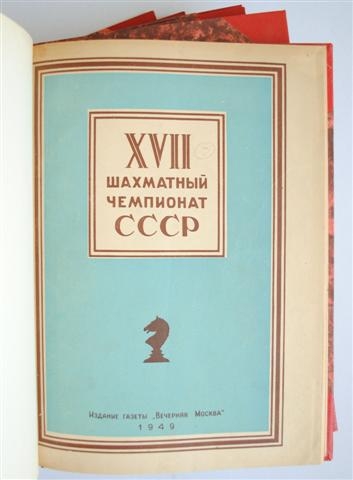 XVII
ШАХМАТНЫЙ
ЧЕМПИОНАТ
СССР
ИЗДАНИЕ ГАЗЕТЫ „ВЕЧЕРНЯЯ МОСКВА"
1949